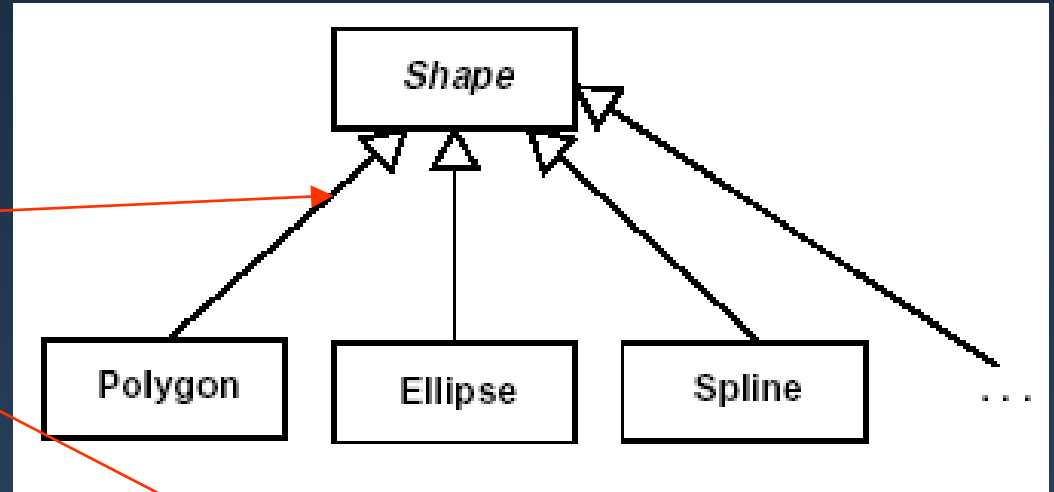 Shape
Polygon
Ellipse
Spline
. . .